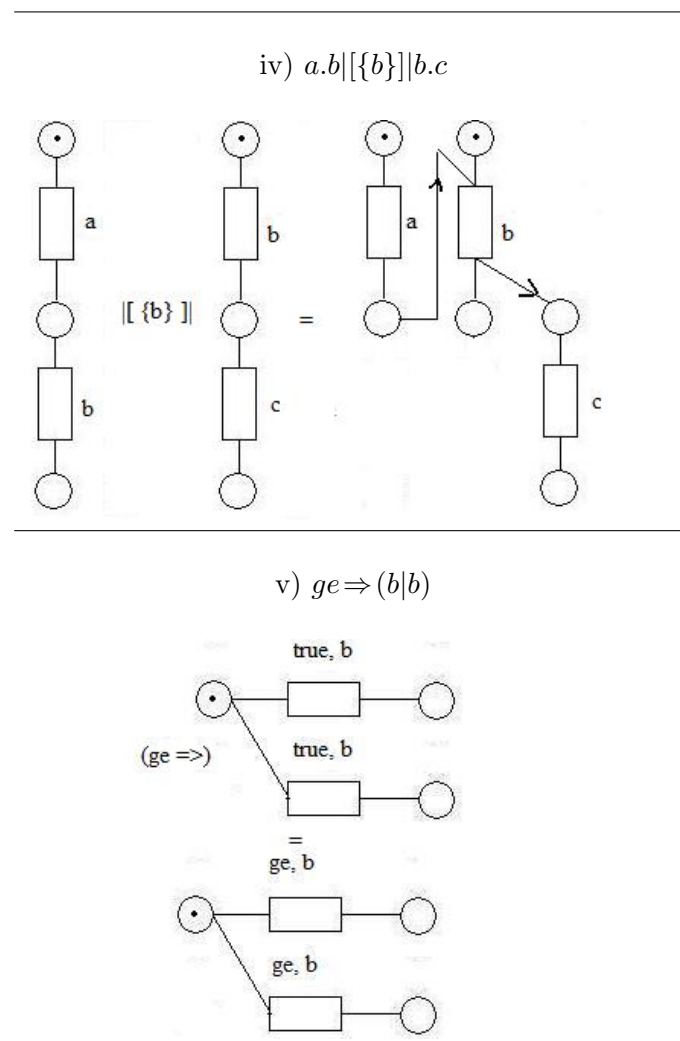 iv) a.b|[{b}]|b.c
a b a b
|[ {b} ]| =
b c c
v) ge⇒(b|b)
true, b
true, b
(ge =>)
=
ge, b
ge, b